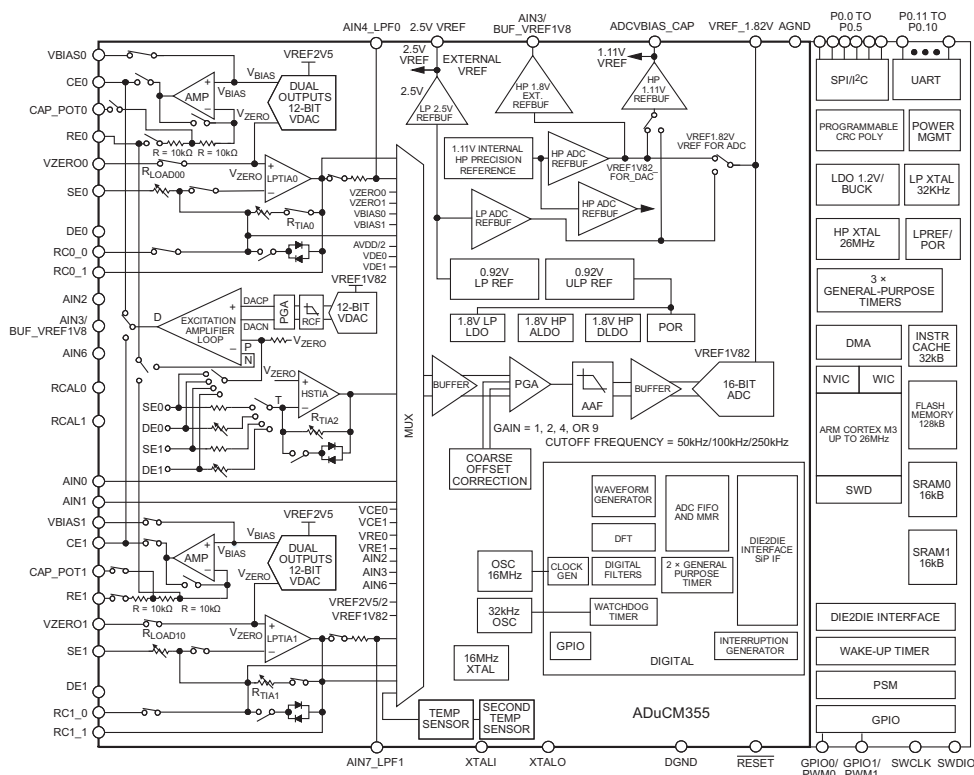 AIN4_LPF0
2.5V VREF
AIN3/
BUF_VREF1V8
ADCVBIAS_CAP
VREF_1.82V
AGND
P0.0 TO
P0.5
P0.11 TO
P0.10
VBIAS0
CE0
CAP_POT0
RE0
VZERO0
SE0
DE0
RC0_0
RC0_1
AIN2
AIN3/
BUF_VREF1V8
AIN6
RCAL0
RCAL1
AIN0
AIN1
VBIAS1
CE1
CAP_POT1
RE1
VZERO1
SE1
DE1
RC1_0
RC1_1
VREF2V5
VBIAS
AMP
VBIAS
VZERO
DUAL
OUTPUTS
12-BIT
VDAC
R = 10kΩ
R = 10kΩ
RLOAD00
VZERO
+
LPTIA0
–
RTIA0
VREF1V82
D
+
EXCITATION
AMPLIFIER
LOOP
–
P
N
DACP
DACN
PGA
RCF
12-BIT
VDAC
VZERO
VZERO
+
HSTIA
–
T
RTIA2
SE0
DE0
SE1
DE1
VREF2V5
AMP
VBIAS
VZERO
DUAL
OUTPUTS
12-BIT
VDAC
R = 10kΩ
R = 10kΩ
RLOAD10
VZERO
+
LPTIA1
–
RTIA1
MUX
VZERO0
VZERO1
VBIAS0
VBIAS1
AVDD/2
VDE0
VDE1
VCE0
VCE1
VRE0
VRE1
AIN2
AIN3
AIN6
VREF2V5/2
VREF1V82
TEMP
SENSOR
SECOND
TEMP
SENSOR
2.5V
VREF
EXTERNAL
VREF
2.5V
LP 2.5V
REFBUF
HP 1.8V
EXT.
REFBUF
1.11V
VREF
HP
1.11V
REFBUF
1.11V INTERNAL
HP PRECISION
REFERENCE
HP ADC
REFBUF
VREF1V82_
FOR_DAC
VREF1.82V
VREF FOR ADC
LP ADC
REFBUF
HP ADC
REFBUF
0.92V
LP REF
0.92V
ULP REF
1.8V LP
LDO
1.8V HP
ALDO
1.8V HP
DLDO
POR
VREF1V82
BUFFER
PGA
AAF
BUFFER
16-BIT
ADC
GAIN = 1, 2, 4, OR 9
CUTOFF FREQUENCY = 50kHz/100kHz/250kHz
COARSE
OFFSET
CORRECTION
WAVEFORM
GENERATOR
ADC FIFO
AND MMR
DIE2DIE
INTERFACE
SiP IF
DFT
OSC
16MHz
CLOCK
GEN
DIGITAL
FILTERS
2 × GENERAL
PURPOSE
TIMER
32kHz
OSC
WATCHDOG
TIMER
GPIO
INTERRUPTION
GENERATOR
DIGITAL
16MHz
XTAL
ADuCM355
SPI/I2C
UART
PROGRAMMABLE
CRC POLY
POWER
MGMT
LDO 1.2V/
BUCK
LP XTAL
32KHz
HP XTAL
26MHz
LPREF/
POR
3 ×
GENERAL-PURPOSE
TIMERS
DMA
INSTR
CACHE
32kB
NVIC
WIC
ARM CORTEX M3
UP TO 26MHz
FLASH
MEMORY
128kB
SWD
SRAM0
16kB
SRAM1
16kB
DIE2DIE INTERFACE
WAKE-UP TIMER
PSM
GPIO
AIN7_LPF1
XTALI
XTALO
DGND
RESET
GPIO0/
PWM0
GPIO1/
PWM1
SWCLK
SWDIO